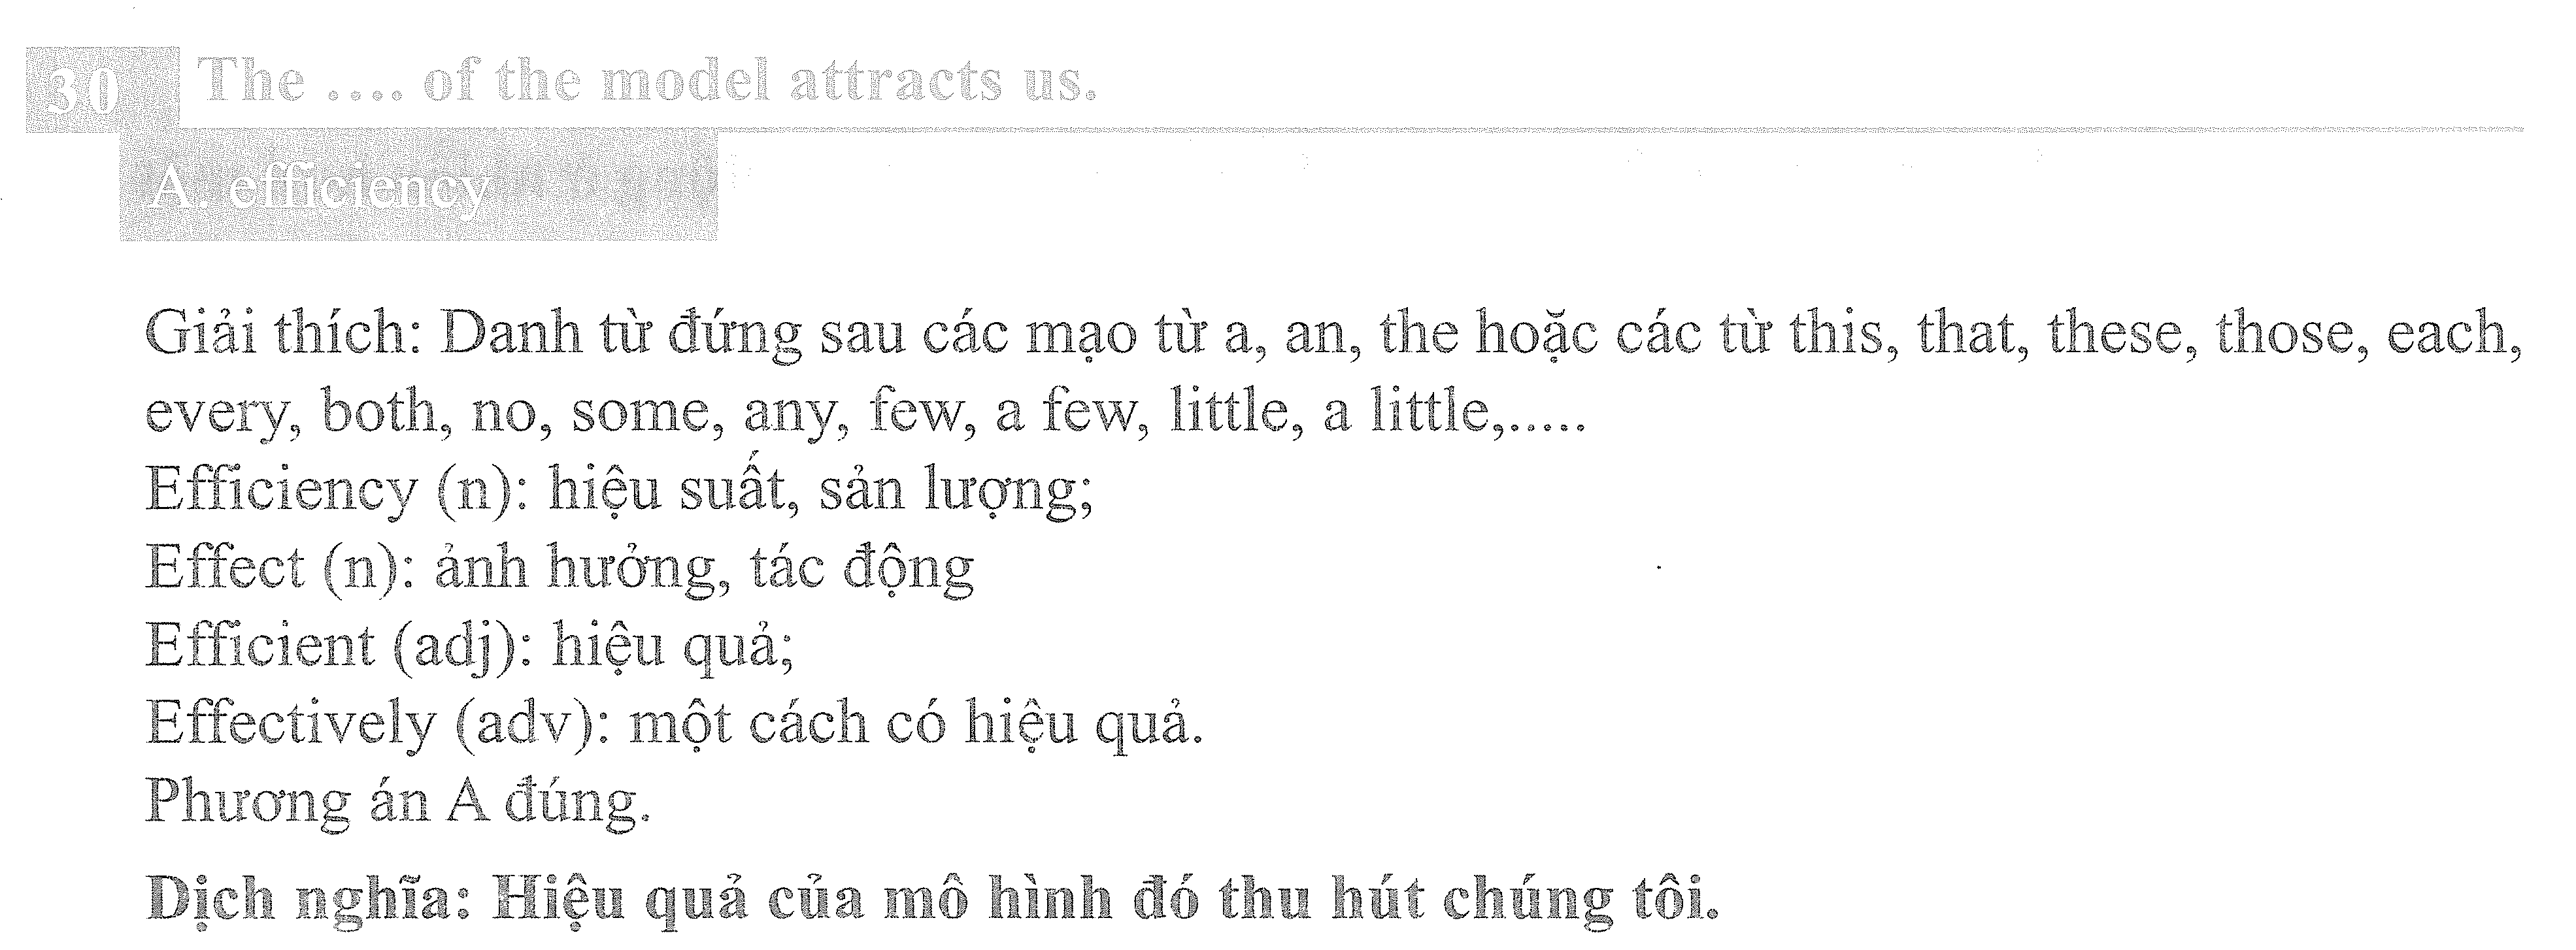 30 The .... of the model attracts us.
A. efficiency
Giải thích: Danh từ đứng sau các mạo từ a, an, the hoặc các từ this, that, these, those, each,
every, both, no, some, any, few, a few, little, a little,.....
Efficiency (n): hiệu suất, sản lượng;
Effect (n): ảnh hưởng, tác động
Efficient (adj): hiệu quả;
Effectively (adv): một cách có hiệu quả.
Phương án A đúng.
Dịch nghĩa: Hiệu quả của mô hình đó thu hút chúng tôi.